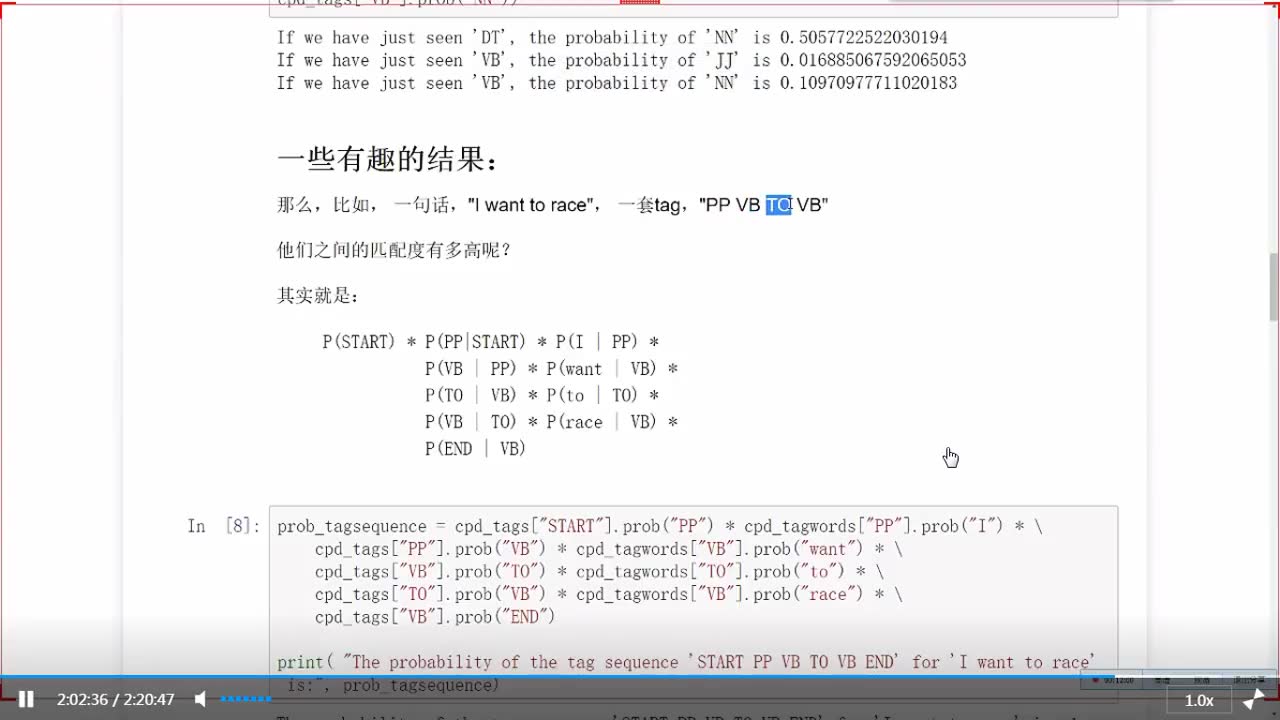 cpd_tags["VB"].prob("NN"))
If we have just seen 'DT', the probability of 'NN' is 0.5057722522030194
If we have just seen 'VB', the probability of 'JJ' is 0.016885067592065053
If we have just seen 'VB', the probability of 'NN' is 0.10970977711020183
一些有趣的结果：
那么，比如， 一句话，"I want to race"， 一套tag，"PP VB TO VB"
他们之间的匹配度有多高呢？
其实就是：
P(START) * P(PP|START) * P(I | PP) *
P(VB | PP) * P(want | VB) *
P(TO | VB) * P(to | TO) *
P(VB | TO) * P(race | VB) *
P(END | VB)
In [8]: prob_tagsequence = cpd_tags["START"].prob("PP") * cpd_tagwords["PP"].prob("I") * \
cpd_tags["PP"].prob("VB") * cpd_tagwords["VB"].prob("want") * \
cpd_tags["VB"].prob("TO") * cpd_tagwords["TO"].prob("to") * \
cpd_tags["TO"].prob("VB") * cpd_tagwords["VB"].prob("race") * \
cpd_tags["VB"].prob("END")
print( "The probability of the tag sequence 'START PP VB TO VB END' for 'I want to race'
is:", prob_tagsequence)
2:02:36 / 2:20:47
1.0x